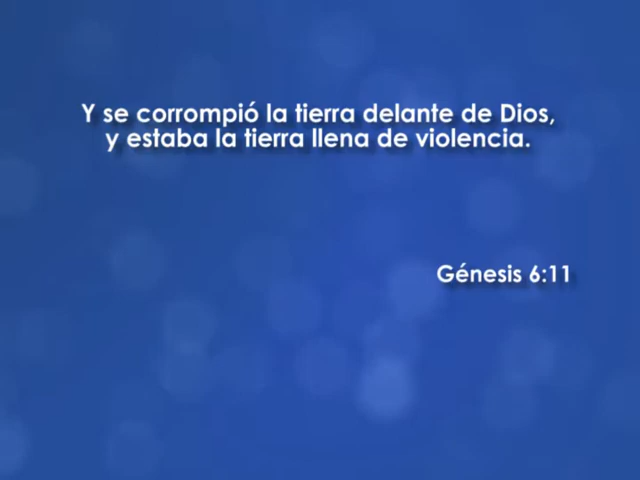 Y se corrompió la tierra delante de Dios,
y estaba la tierra llena de violencia.
Génesis 6:11